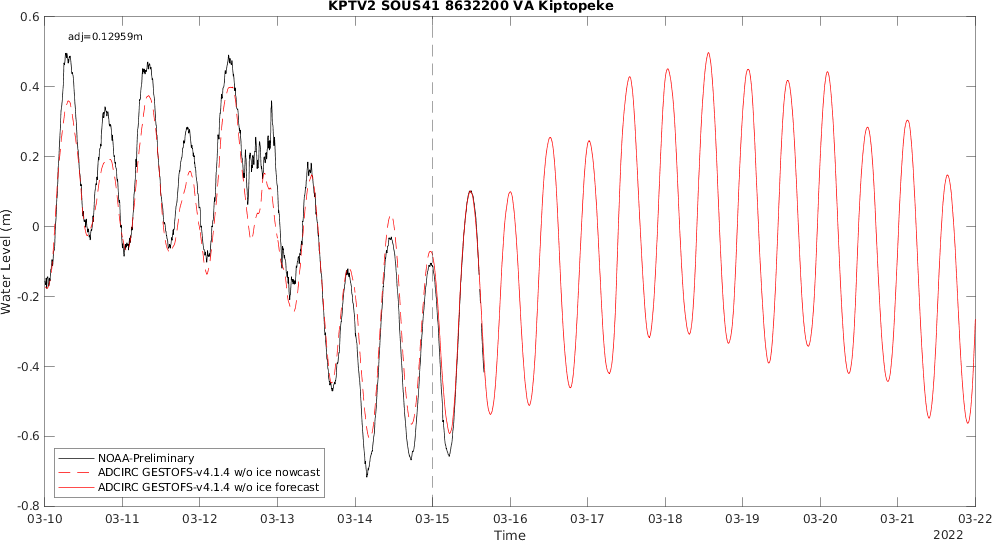 KPTV2 SOUS41 8632200 VA Kiptopeke
adj=0.12959m
0.6
0.4
0.2
0
-0.2
-0.4
-0.6
-0.8
Water Level (m)
NOAA-Preliminary
ADCIRC GESTOFS-v4.1.4 w/o ice nowcast
ADCIRC GESTOFS-v4.1.4 w/o ice forecast
03-10 03-11 03-12 03-13 03-14 03-15 03-16 03-17 03-18 03-19 03-20 03-21 03-22
Time
2022